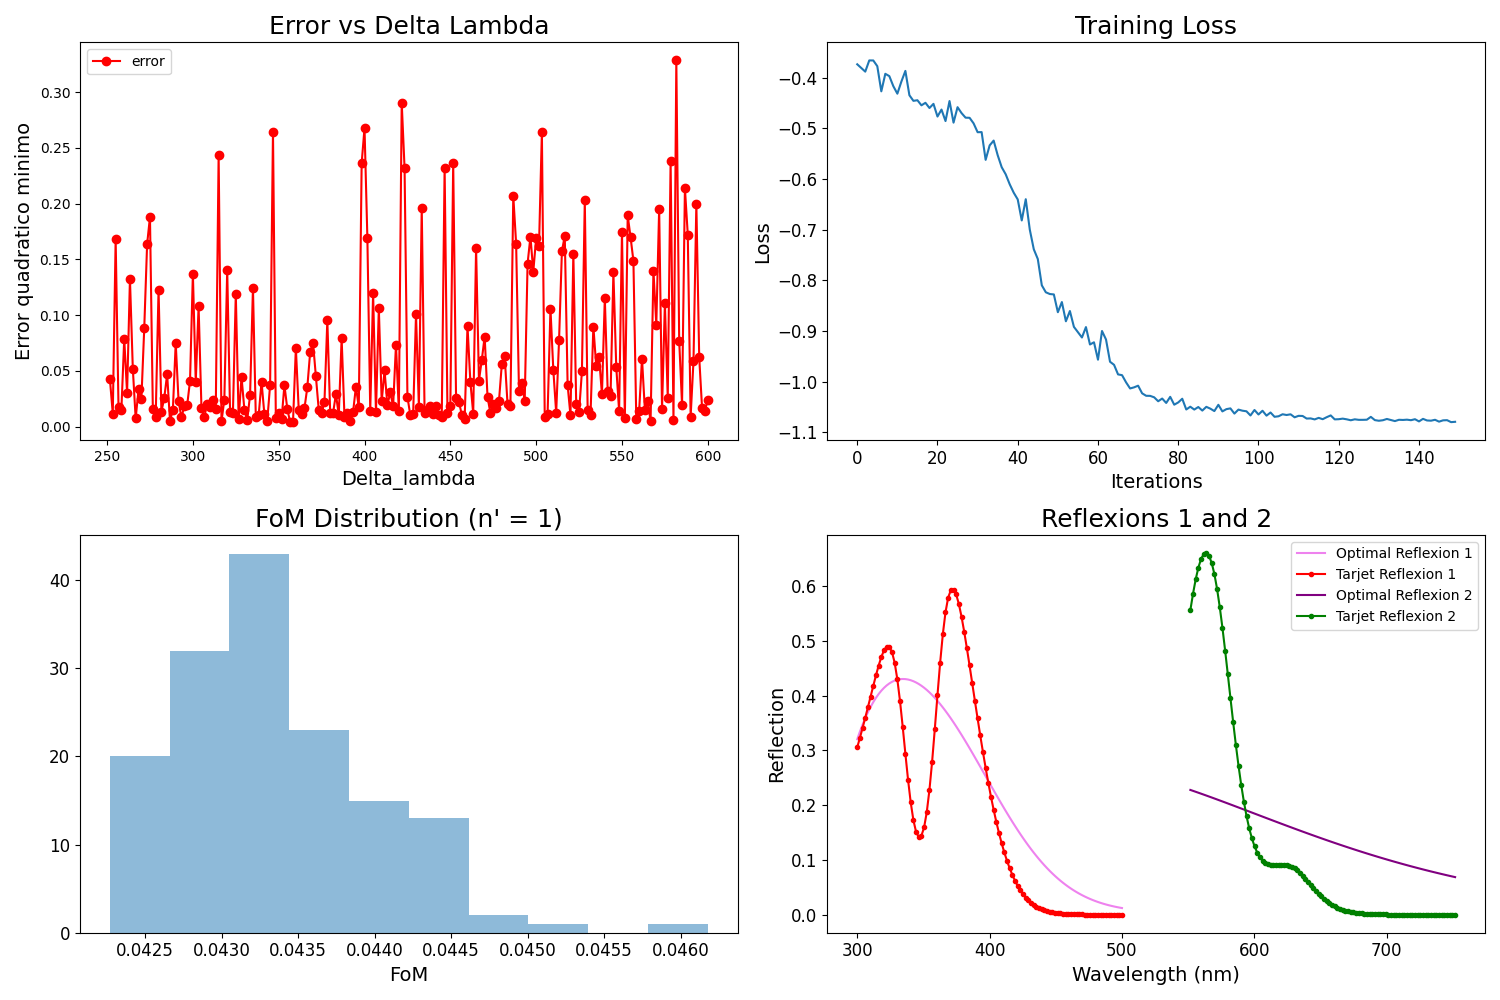 Error vs Delta Lambda
error
Error quadratico minimo
0.30
0.25
0.20
0.15
0.10
0.05
0.00
250 300 350 400 450 500 550 600
Delta_lambda
Training Loss
Loss
−0.4
−0.5
−0.6
−0.7
−0.8
−0.9
−1.0
−1.1
0 20 40 60 80 100 120 140
Iterations
FoM Distribution (n' = 1)
40
30
20
10
0
0.0425 0.0430 0.0435 0.0440 0.0445 0.0450 0.0455 0.0460
FoM
Reflexions 1 and 2
Optimal Reflexion 1
Tarjet Reflexion 1
Optimal Reflexion 2
Tarjet Reflexion 2
Reflection
0.6
0.5
0.4
0.3
0.2
0.1
0.0
300 400 500 600 700
Wavelength (nm)